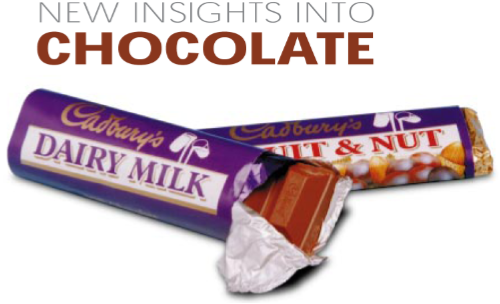 NEW INSIGHTS INTO
CHOCOLATE
Cadbury's
DAIRY MILK
Cadbury's
UIT & NUT